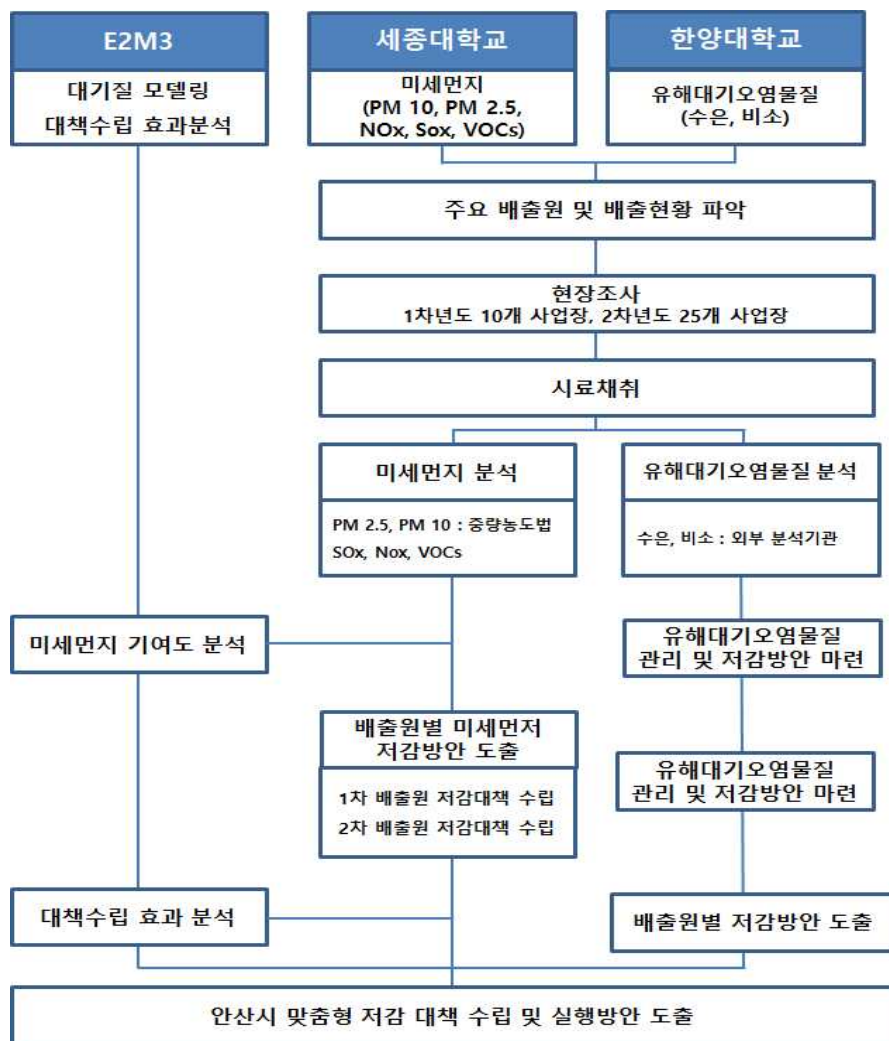 E2M3
대기질 모델링
대책수립 효과분석
세종대학교
미세먼지
(PM 10, PM 2.5,
NOx, Sox, VOCs)
한양대학교
유해대기오염물질
(수은, 비소)
주요 배출원 및 배출현황 파악
현장조사
1차년도 10개 사업장, 2차년도 25개 사업장
시료채취
미세먼지 분석
PM 2.5, PM 10 : 중량농도법
SOx, Nox, VOCs
유해대기오염물질 분석
수은, 비소 : 외부 분석기관
미세먼지 기여도 분석
유해대기오염물질
관리 및 저감방안 마련
배출원별 미세먼저
저감방안 도출
1차 배출원 저감대책 수립
2차 배출원 저감대책 수립
유해대기오염물질
관리 및 저감방안 마련
대책수립 효과 분석
배출원별 저감방안 도출
안산시 맞춤형 저감 대책 수립 및 실행방안 도출